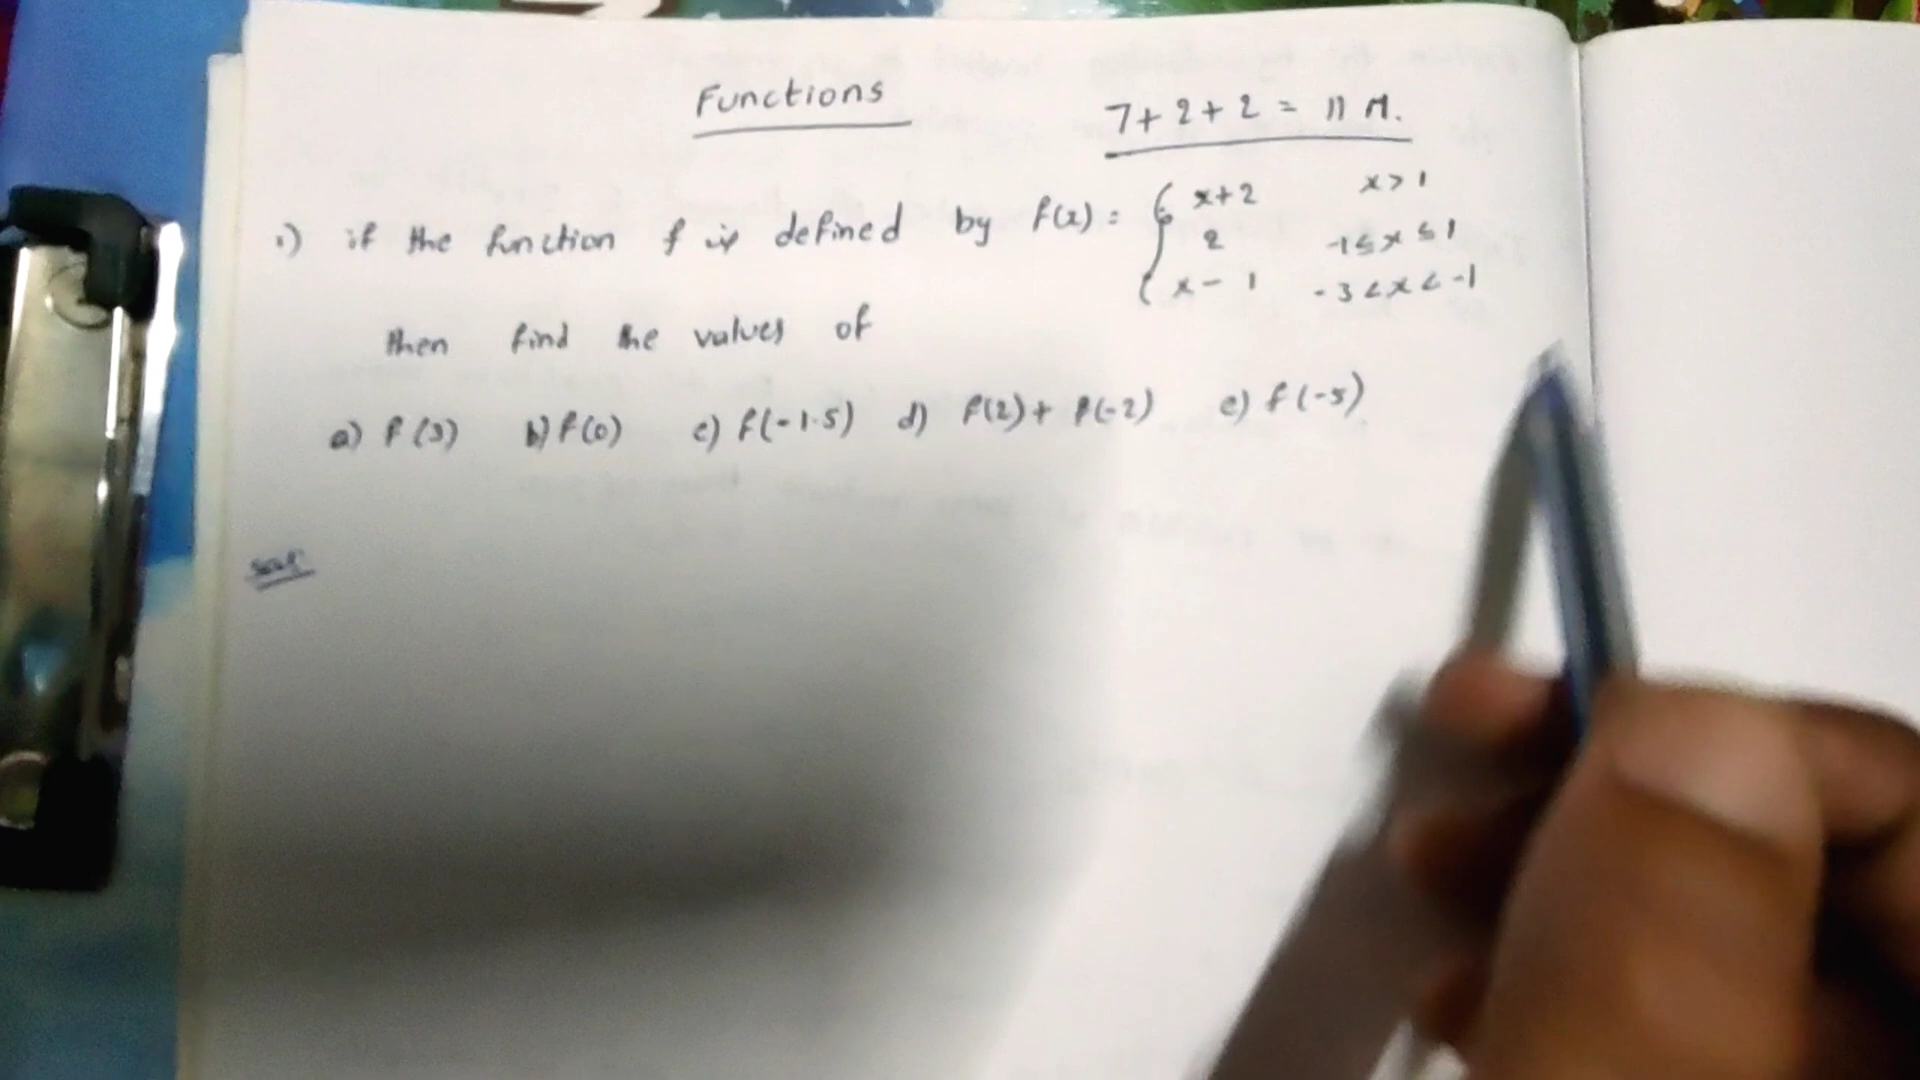 Functions
7+2+2 = 11 M.
1) if the function f is defined by f(x) = { x+2 x>1
2 -1≤x≤1
x-1 -3<x<-1
then find the values of
a) f(3) b) f(0) c) f(-1.5) d) f(2)+ f(-2) e) f(-5)
Sol: